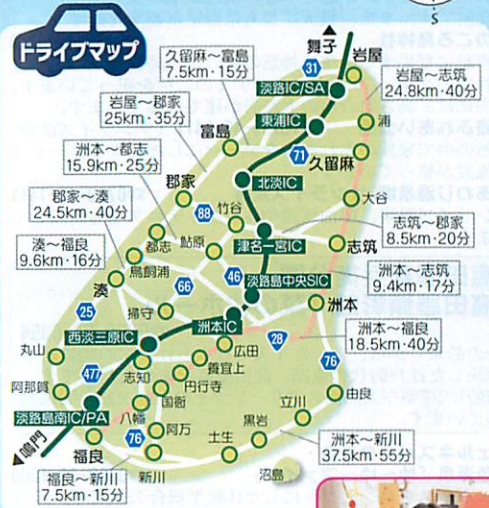 S
ドライブマップ
舞子
久留麻～富島
7.5km・15分
31
岩屋
淡路IC/SA
岩屋～志筑
24.8km・40分
岩屋～郡家
25km・35分
東浦IC
浦
富島
71
久留麻
洲本～都志
15.9km・25分
北淡IC
郡家
大谷
郡家～湊
24.5km・40分
88
竹谷
志筑～郡家
8.5km・20分
都志
鮎原
津名一宮IC
志筑
湊～福良
9.6km・16分
鳥飼浦
66
46
淡路島中央SIC
洲本～志筑
9.4km・17分
湊
洲本
25
掃守
洲本IC
洲本～福良
18.5km・40分
西淡三原IC
28
76
丸山
広田
養宜上
477
志知
円行寺
由良
阿那賀
国衙
立川
淡路島南IC/PA
八幡
黒岩
76
阿万
土生
洲本～新川
37.5km・55分
鳴門
福良
新川
沼島
福良～新川
7.5km・15分